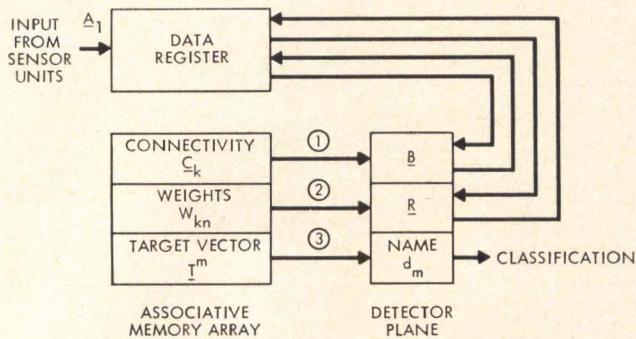 INPUT
FROM
SENSOR
UNITS
A1
DATA
REGISTER
CONNECTIVITY
Ck
1
B
WEIGHTS
Wkn
2
R
TARGET VECTOR
T^m
3
NAME
dm
CLASSIFICATION
ASSOCIATIVE
MEMORY ARRAY
DETECTOR
PLANE